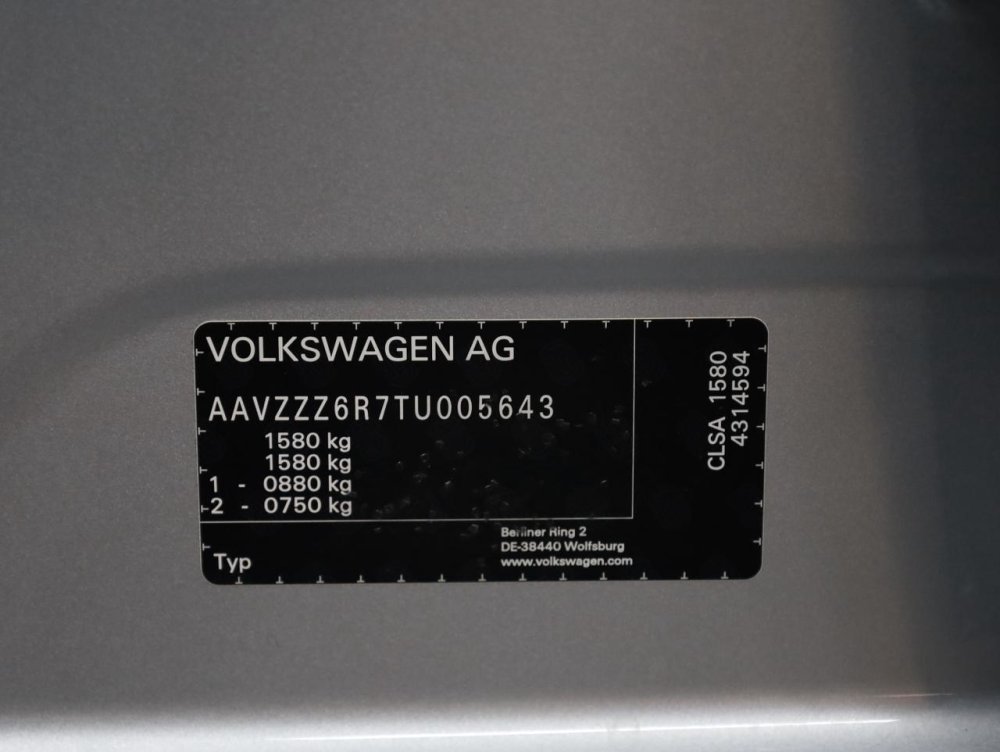 VOLKSWAGEN AG
AAVZZZ6R7TU005643
1580 kg
1580 kg
1 - 0880 kg
2 - 0750 kg
Typ
Berliner Ring 2
DE-38440 Wolfsburg
www.volkswagen.com
CLSA 1580
4314594